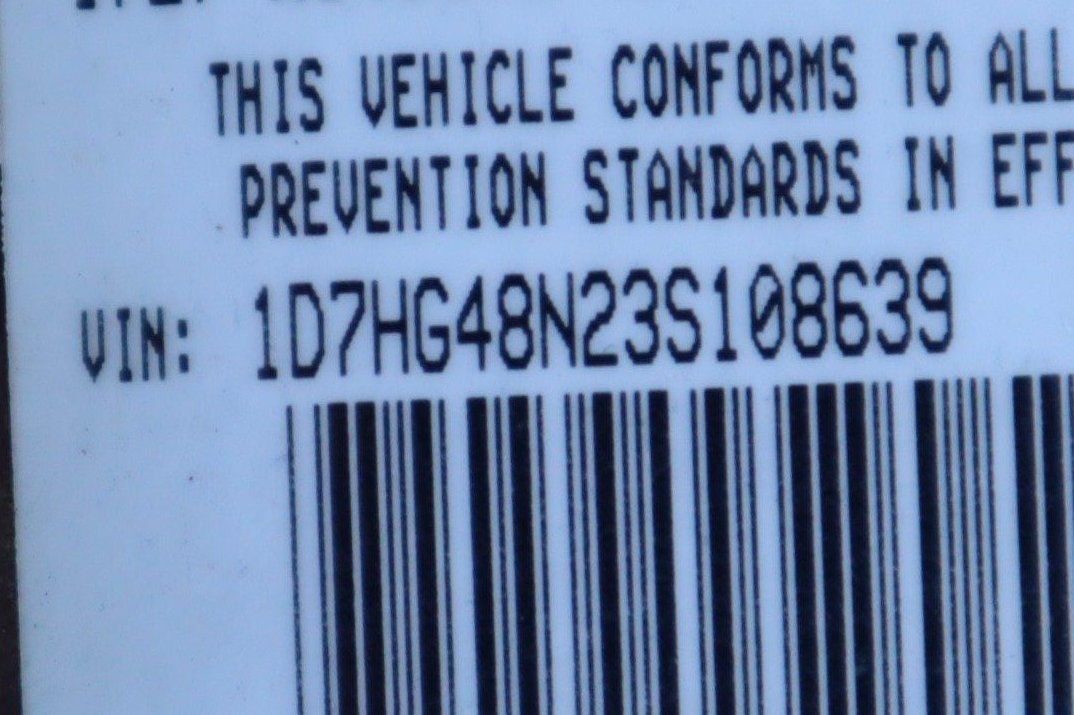 THIS VEHICLE CONFORMS TO ALL
PREVENTION STANDARDS IN EFF
VIN: 1D7HG48N23S108639